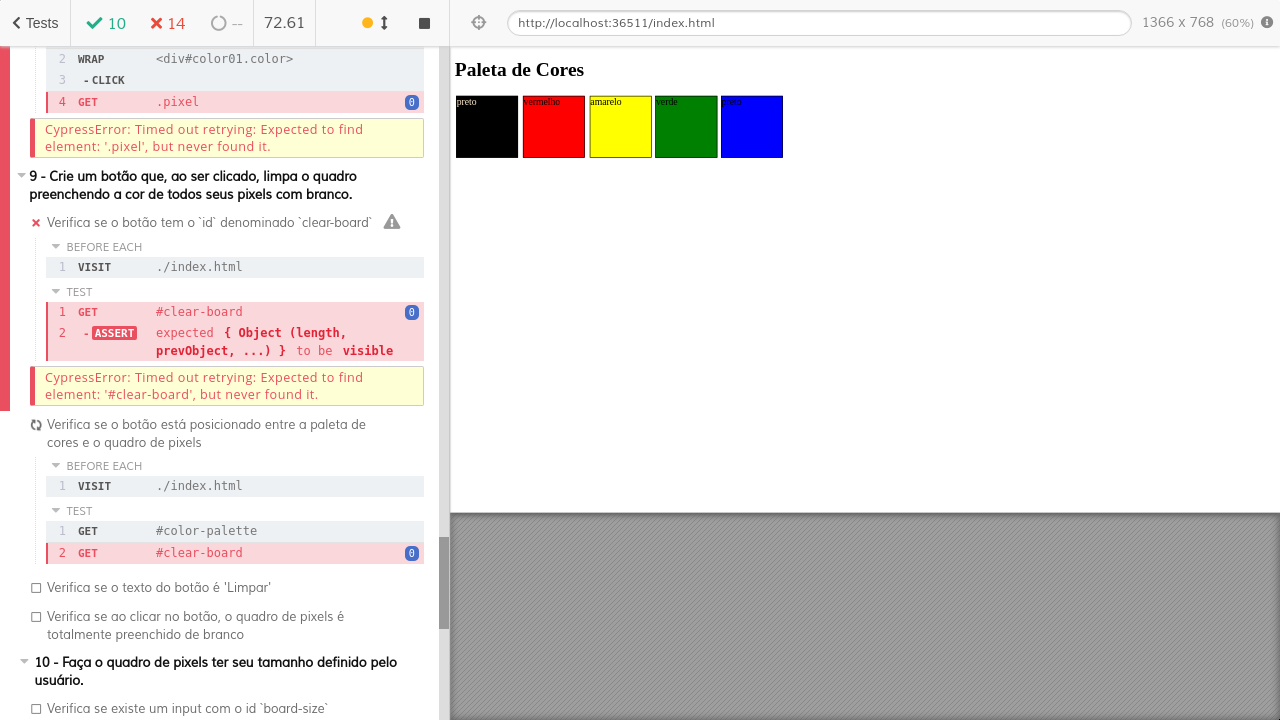 Tests
10
14
--
72.61
http://localhost:36511/index.html
1366 x 768 (60%)
2 WRAP <div#color01.color>
3 -CLICK
4 GET .pixel 0
CypressError: Timed out retrying: Expected to find
element: '.pixel', but never found it.
9 - Crie um botão que, ao ser clicado, limpa o quadro
preenchendo a cor de todos seus pixels com branco.
Verifica se o botão tem o `id` denominado `clear-board`
BEFORE EACH
1 VISIT ./index.html
TEST
1 GET #clear-board 0
2 -ASSERT expected { Object (length,
prevObject, ...) } to be visible
CypressError: Timed out retrying: Expected to find
element: '#clear-board', but never found it.
Verifica se o botão está posicionado entre a paleta de
cores e o quadro de pixels
BEFORE EACH
1 VISIT ./index.html
TEST
1 GET #color-palette
2 GET #clear-board 0
Verifica se o texto do botão é 'Limpar'
Verifica se ao clicar no botão, o quadro de pixels é
totalmente preenchido de branco
10 - Faça o quadro de pixels ter seu tamanho definido pelo
usuário.
Verifica se existe um input com o id `board-size`
Paleta de Cores
preto
vermelho
amarelo
verde
preto